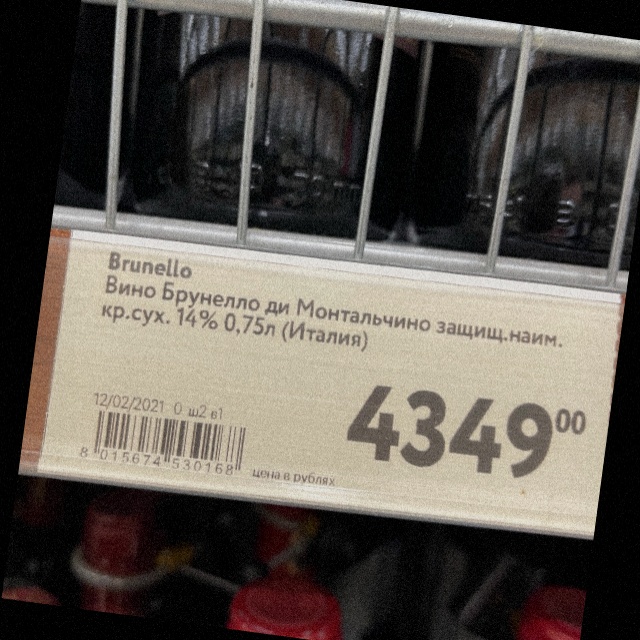 Brunello
Вино Брунелло ди Монтальчино защищ.наим.
кр.сух. 14% 0,75л (Италия)
4349 00
12/02/2021 0 ш2 в1
8 015674 530168
цена в рублях